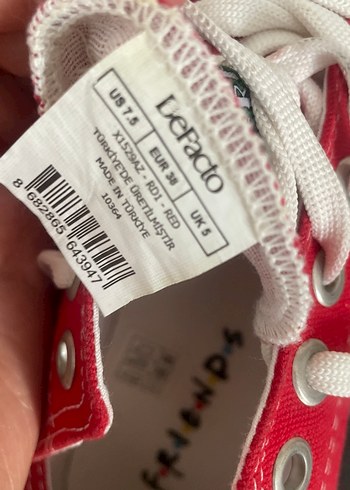 DeFacto
US 7.5 EUR 38 UK 5
X1529AZ - RD1 - RED
TÜRKİYE'DE ÜRETİLMİŞTİR
MADE IN TÜRKİYE
10364
8 682865 643947
F•R•I•E•N•D•S